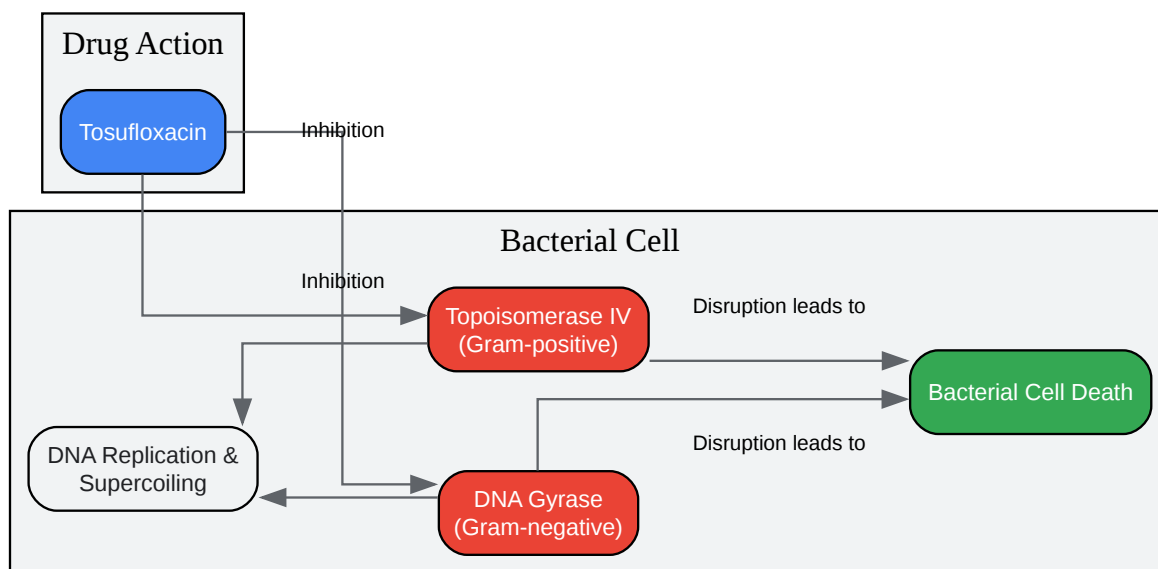 Drug Action
Tosufloxacin
Inhibition
Bacterial Cell
Inhibition
Topoisomerase IV
(Gram-positive)
Disruption leads to
Bacterial Cell Death
DNA Replication &
Supercoiling
Disruption leads to
DNA Gyrase
(Gram-negative)